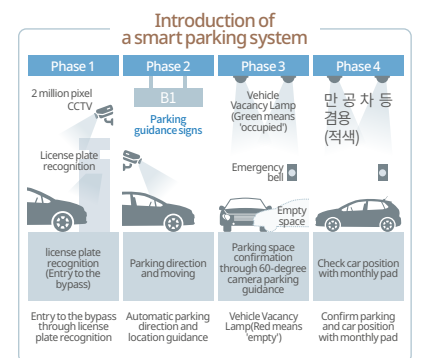 Introduction of
a smart parking system
Phase 1
Phase 2
Phase 3
Phase 4
2 million pixel
CCTV
License plate
recognition
B1
Parking
guidance signs
Vehicle
Vacancy Lamp
(Green means
'occupied')
Emergency
bell
Empty
space
만 공 차 등
겸용
(적색)
license plate
recognition
(Entry to the
bypass)
Parking direction
and moving
Parking space
confirmation
through 60-degree
camera parking
guidance
Check car position
with monthly pad
Entry to the bypass
through license
plate recognition
Automatic parking
direction and
location guidance
Vehicle Vacancy
Lamp(Red means
'empty')
Confirm parking
and car position
with monthly pad